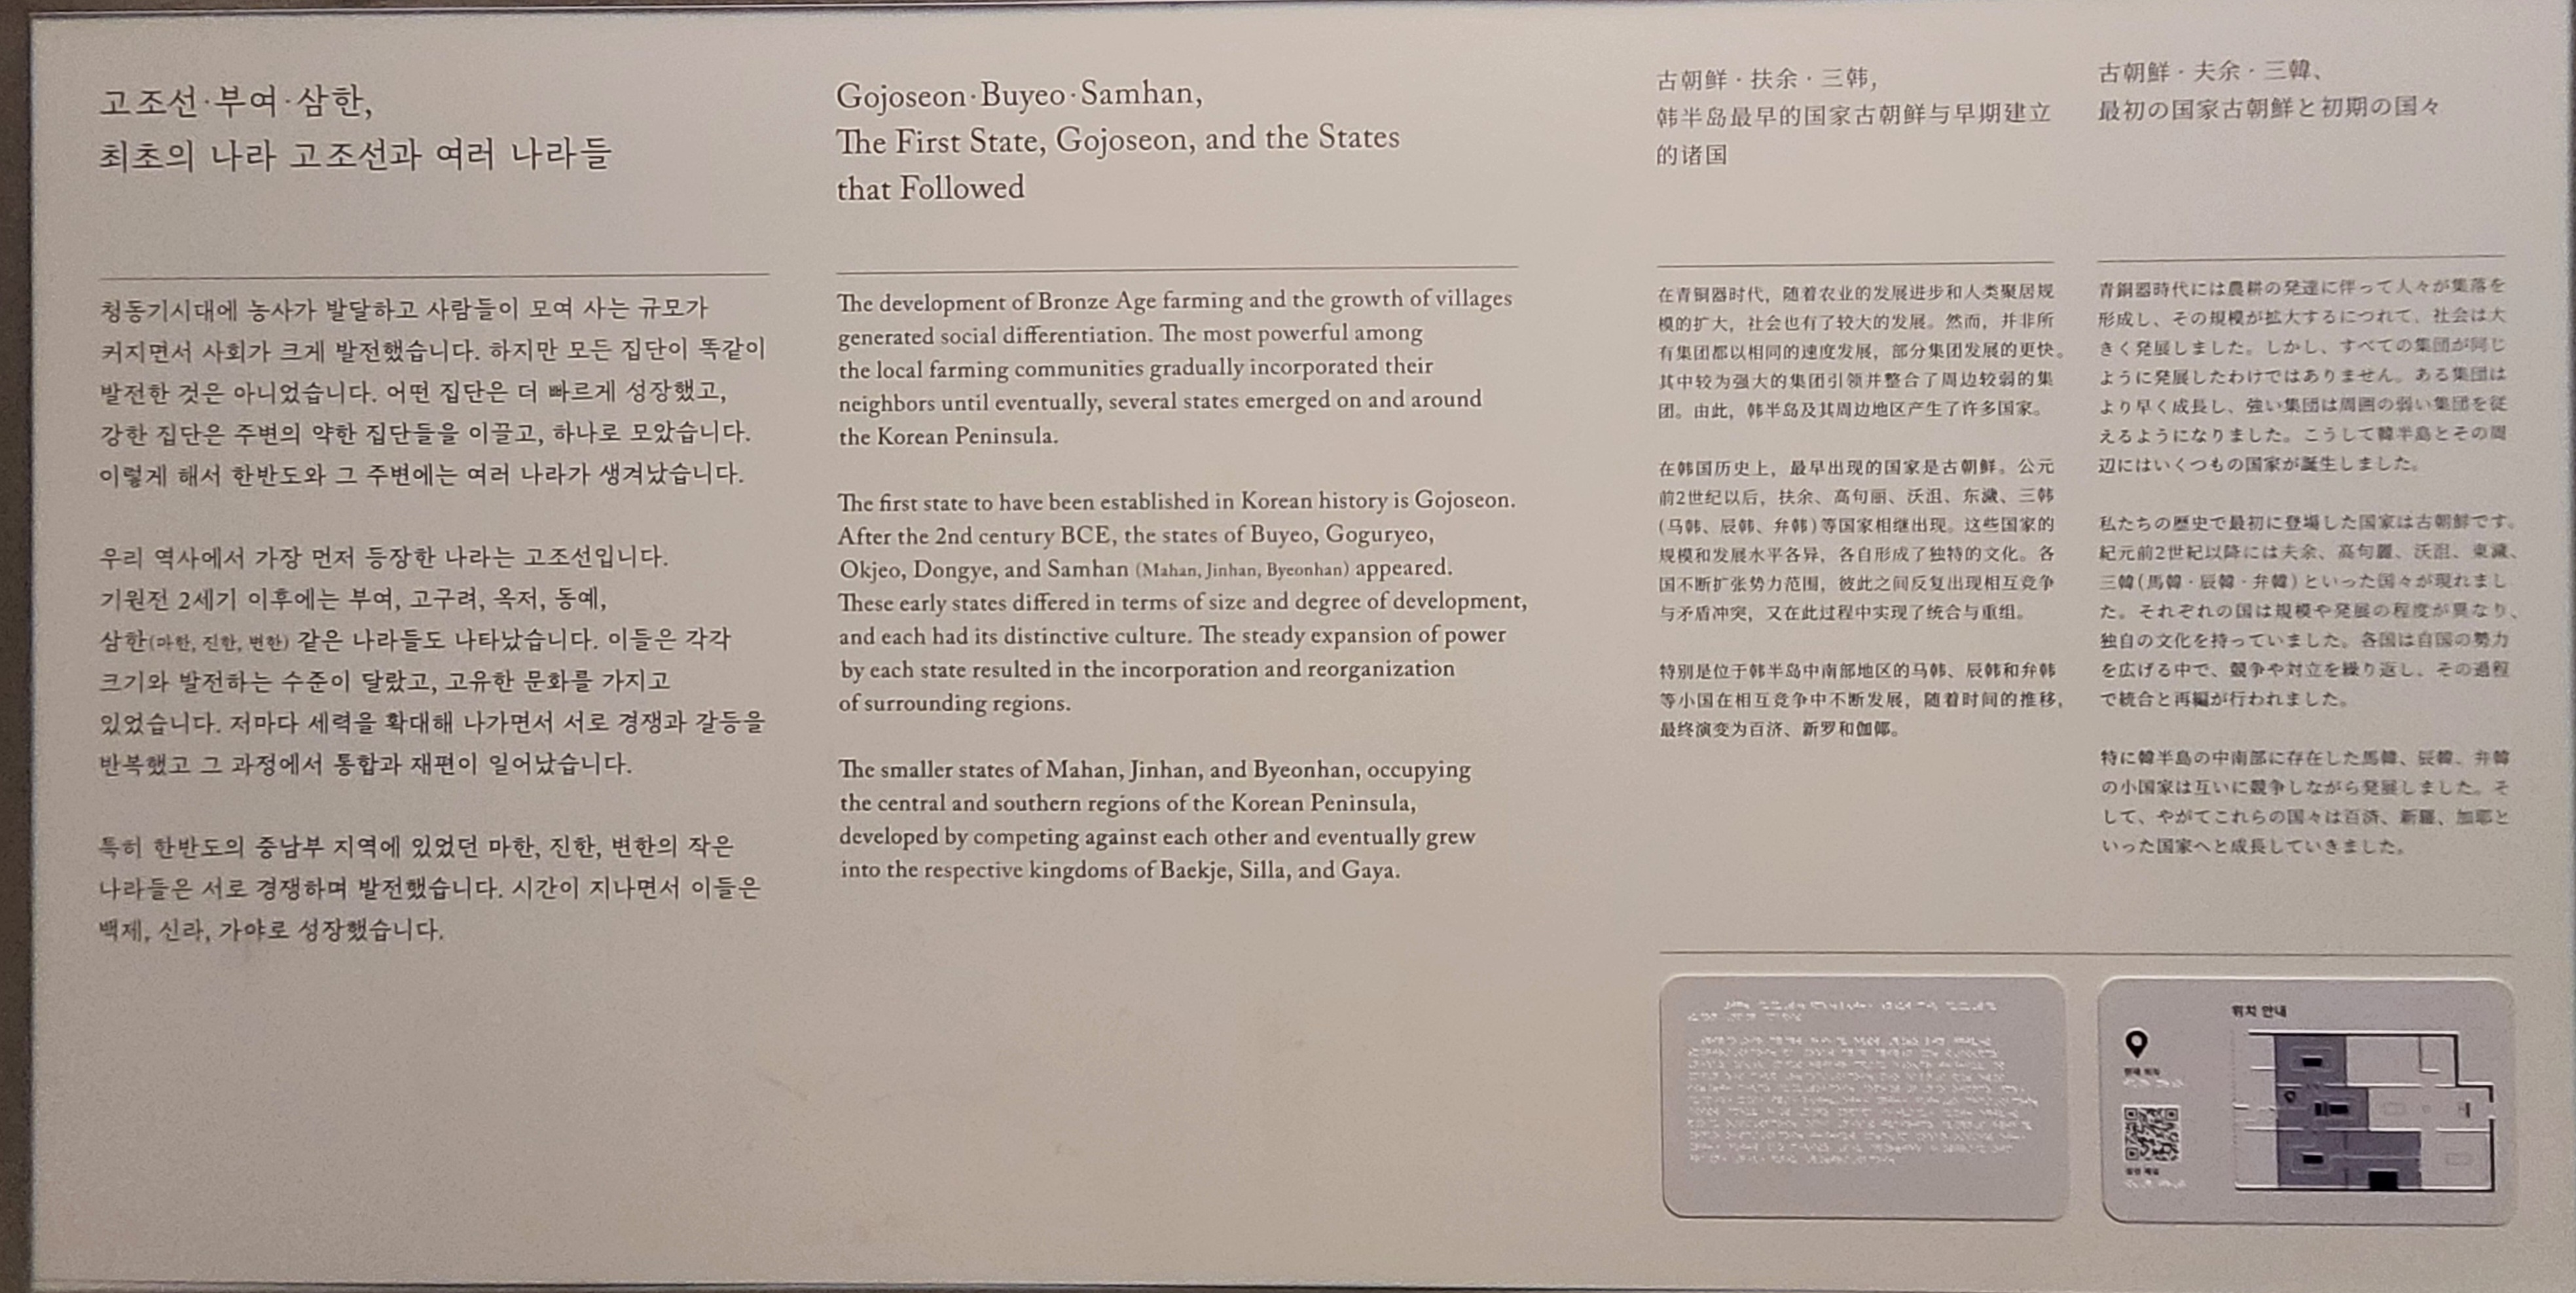 고조선·부여·삼한,
최초의 나라 고조선과 여러 나라들
청동기시대에 농사가 발달하고 사람들이 모여 사는 규모가
커지면서 사회가 크게 발전했습니다. 하지만 모든 집단이 똑같이
발전한 것은 아니었습니다. 어떤 집단은 더 빠르게 성장했고,
강한 집단은 주변의 약한 집단들을 이끌고, 하나로 모았습니다.
이렇게 해서 한반도와 그 주변에는 여러 나라가 생겨났습니다.
우리 역사에서 가장 먼저 등장한 나라는 고조선입니다.
기원전 2세기 이후에는 부여, 고구려, 옥저, 동예,
삼한(마한, 진한, 변한) 같은 나라들도 나타났습니다. 이들은 각각
크기와 발전하는 수준이 달랐고, 고유한 문화를 가지고
있었습니다. 저마다 세력을 확대해 나가면서 서로 경쟁과 갈등을
반복했고 그 과정에서 통합과 재편이 일어났습니다.
특히 한반도의 중남부 지역에 있었던 마한, 진한, 변한의 작은
나라들은 서로 경쟁하며 발전했습니다. 시간이 지나면서 이들은
백제, 신라, 가야로 성장했습니다.
Gojoseon·Buyeo·Samhan,
The First State, Gojoseon, and the States
that Followed
The development of Bronze Age farming and the growth of villages
generated social differentiation. The most powerful among
the local farming communities gradually incorporated their
neighbors until eventually, several states emerged on and around
the Korean Peninsula.
The first state to have been established in Korean history is Gojoseon.
After the 2nd century BCE, the states of Buyeo, Goguryeo,
Okjeo, Dongye, and Samhan (Mahan, Jinhan, Byeonhan) appeared.
These early states differed in terms of size and degree of development,
and each had its distinctive culture. The steady expansion of power
by each state resulted in the incorporation and reorganization
of surrounding regions.
The smaller states of Mahan, Jinhan, and Byeonhan, occupying
the central and southern regions of the Korean Peninsula,
developed by competing against each other and eventually grew
into the respective kingdoms of Baekje, Silla, and Gaya.
古朝鲜·扶余·三韩,
韩半岛最早的国家古朝鲜与早期建立
的诸国
在青铜器时代，随着农业的发展进步和人类聚居规
模的扩大，社会也有了较大的发展。然而，并非所
有集团都以相同的速度发展，部分集团发展的更快。
其中较为强大的集团引领并整合了周边较弱的集
团。由此，韩半岛及其周边地区产生了许多国家。
在韩国历史上，最早出现的国家是古朝鲜。公元
前2世纪以后，扶余、高句丽、沃沮、东濊、三韩
(马韩、辰韩、弁韩)等国家相继出现。这些国家的
规模和发展水平各异，各自形成了独特的文化。各
国不断扩张势力范围，彼此之间反复出现相互竞争
与矛盾冲突，又在此过程中实现了统合与重组。
特别是位于韩半岛中南部地区的马韩、辰韩和弁韩
等小国在相互竞争中不断发展，随着时间的推移，
最终演变为百济、新罗和伽倻。
古朝鮮·夫余·三韓、
最初の国家古朝鮮と初期の国々
青銅器時代には農耕の発達に伴って人々が集落を
形成し、その規模が拡大するにつれて、社会は大
きく発展しました。しかし、すべての集団が同じ
ように発展したわけではありません。ある集団は
より早く成長し、強い集団は周囲の弱い集団を従
えるようになりました。こうして韓半島とその周
辺にはいくつもの国家が誕生しました。
私たちの歴史で最初に登場した国家は古朝鮮です。
紀元前2世紀以降には夫余、高句麗、沃沮、東濊、
三韓(馬韓·辰韓·弁韓)といった国々が現れまし
た。それぞれの国は規模や発展の程度が異なり、
独自の文化を持っていました。各国は自国の勢力
を広げる中で、競争や対立を繰り返し、その過程
で統合と再編が行われました。
特に韓半島の中南部に存在した馬韓、辰韓、弁韓
の小国家は互いに競争しながら発展しました。そ
して、やがてこれらの国々は百済、新羅、加耶と
いった国家へと成長していきました。
위치 안내
현재 위치